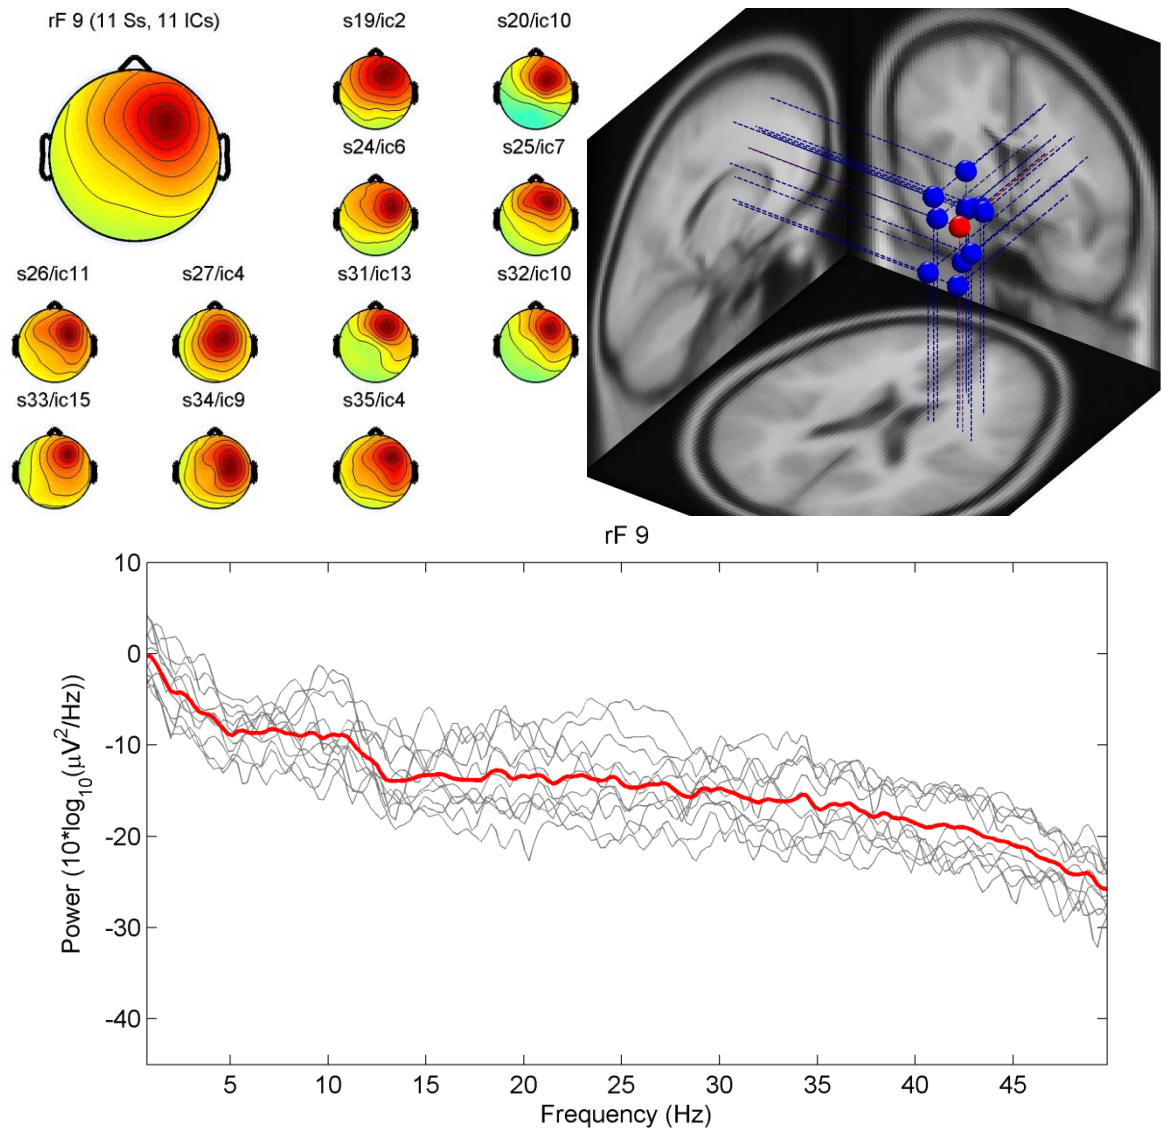 rF 9 (11 Ss, 11 ICs)
s19/ic2
s20/ic10
s24/ic6
s25/ic7
s26/ic11
s27/ic4
s31/ic13
s32/ic10
s33/ic15
s34/ic9
s35/ic4
rF 9
10
0
-10
-20
-30
-40
Power (10*log₁₀(μV²/Hz))
5 10 15 20 25 30 35 40 45
Frequency (Hz)